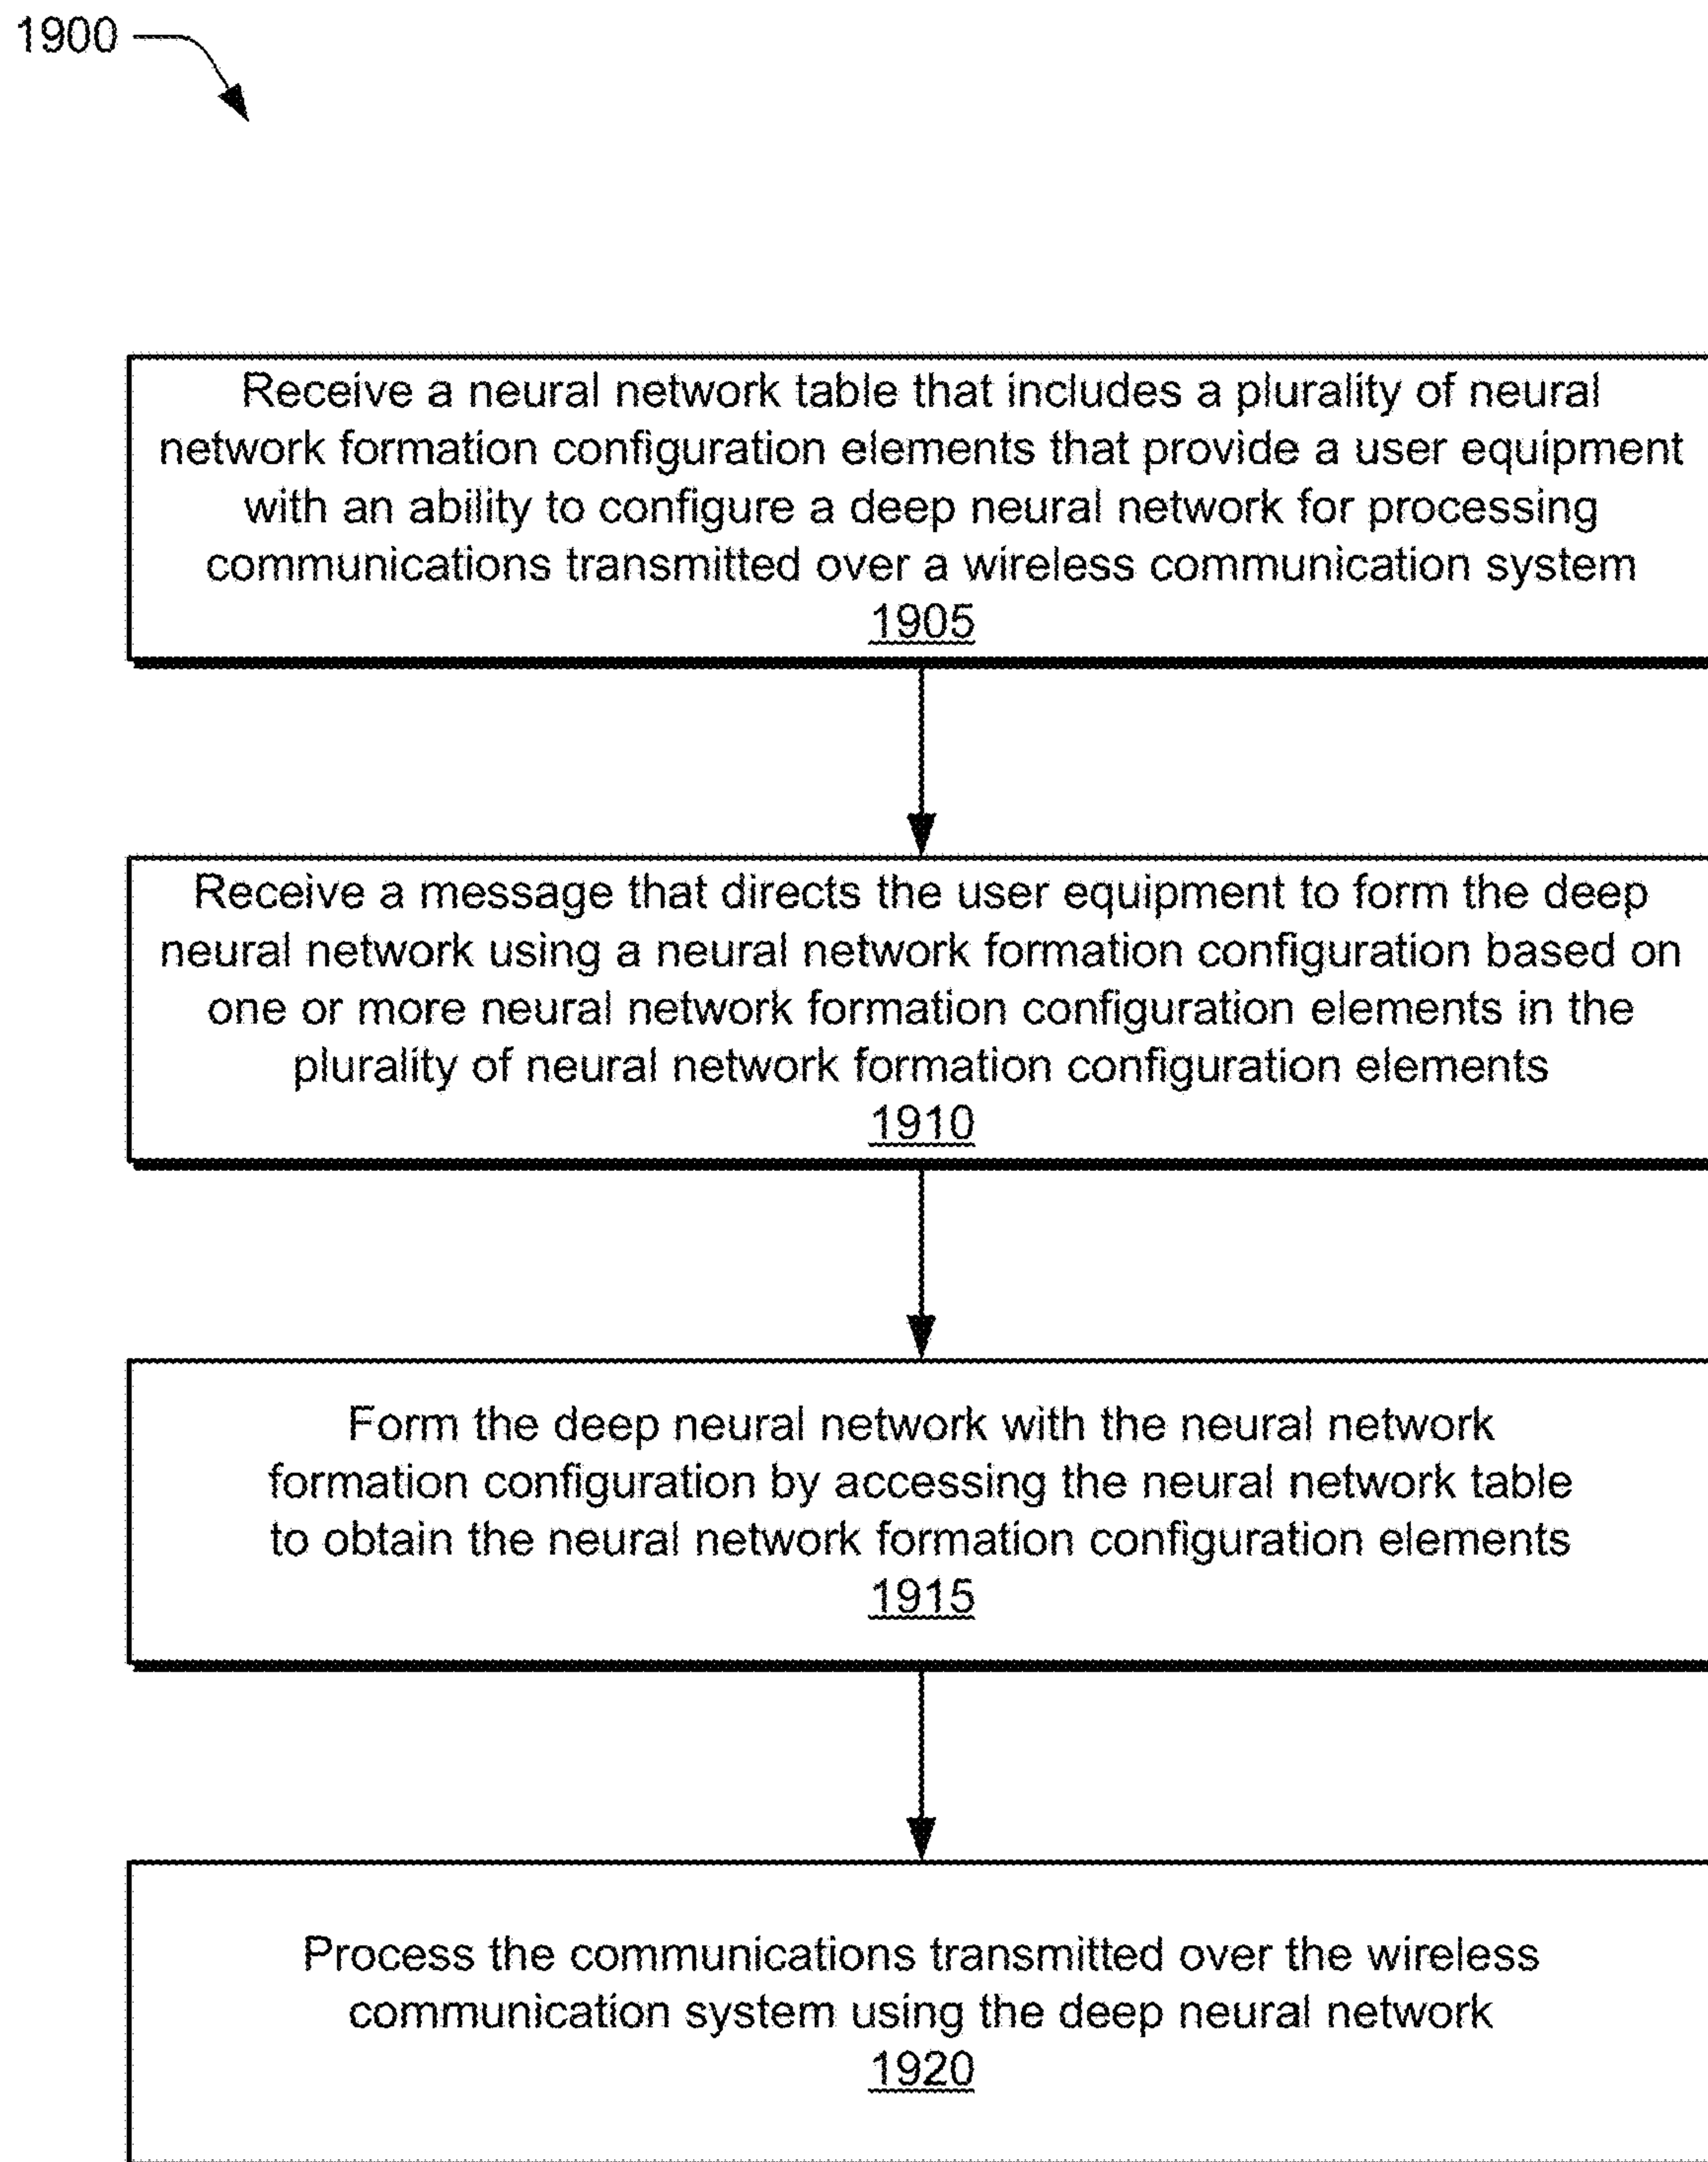 1900
Receive a neural network table that includes a plurality of neural
network formation configuration elements that provide a user equipment
with an ability to configure a deep neural network for processing
communications transmitted over a wireless communication system
1905
Receive a message that directs the user equipment to form the deep
neural network using a neural network formation configuration based on
one or more neural network formation configuration elements in the
plurality of neural network formation configuration elements
1910
Form the deep neural network with the neural network
formation configuration by accessing the neural network table
to obtain the neural network formation configuration elements
1915
Process the communications transmitted over the wireless
communication system using the deep neural network
1920